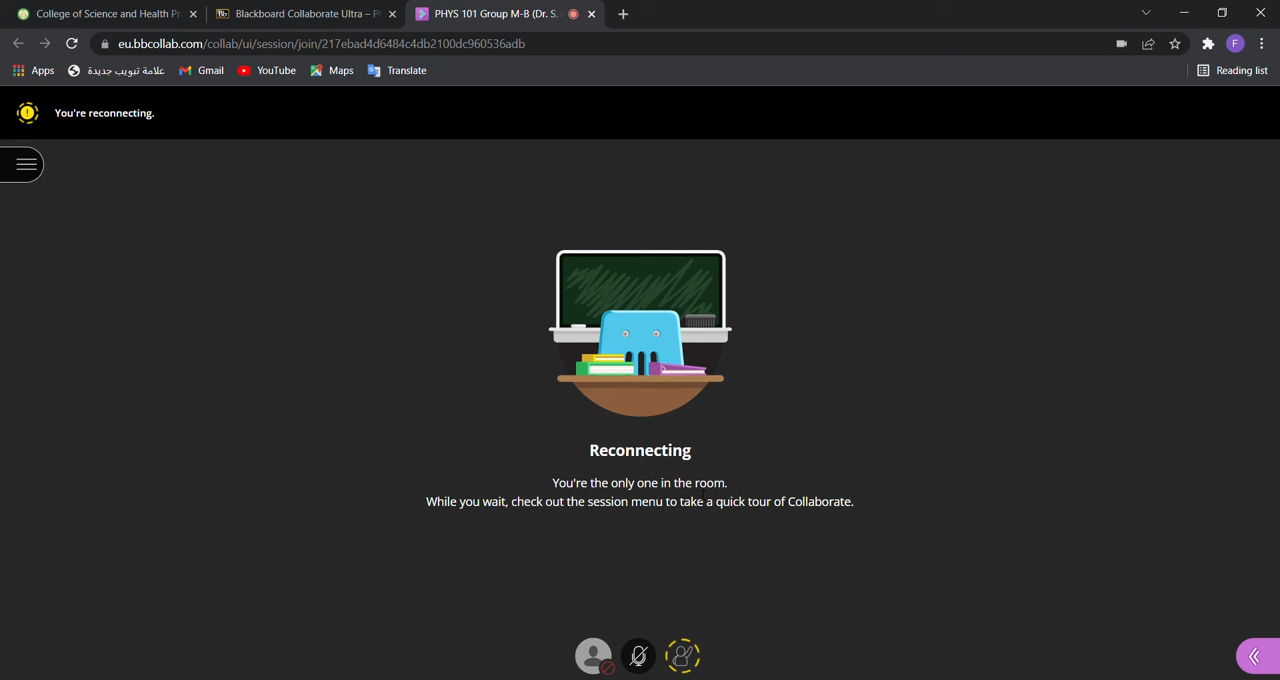 College of Science and Health Pr
Blackboard Collaborate Ultra – P
PHYS 101 Group M-B (Dr. S.
eu.bbcollab.com/collab/ui/session/join/217ebad4d6484c4db2100dc960536adb
F
Apps
علامة تبويب جديدة
Gmail
YouTube
Maps
Translate
Reading list
You're reconnecting.
Reconnecting
You're the only one in the room.
While you wait, check out the session menu to take a quick tour of Collaborate.